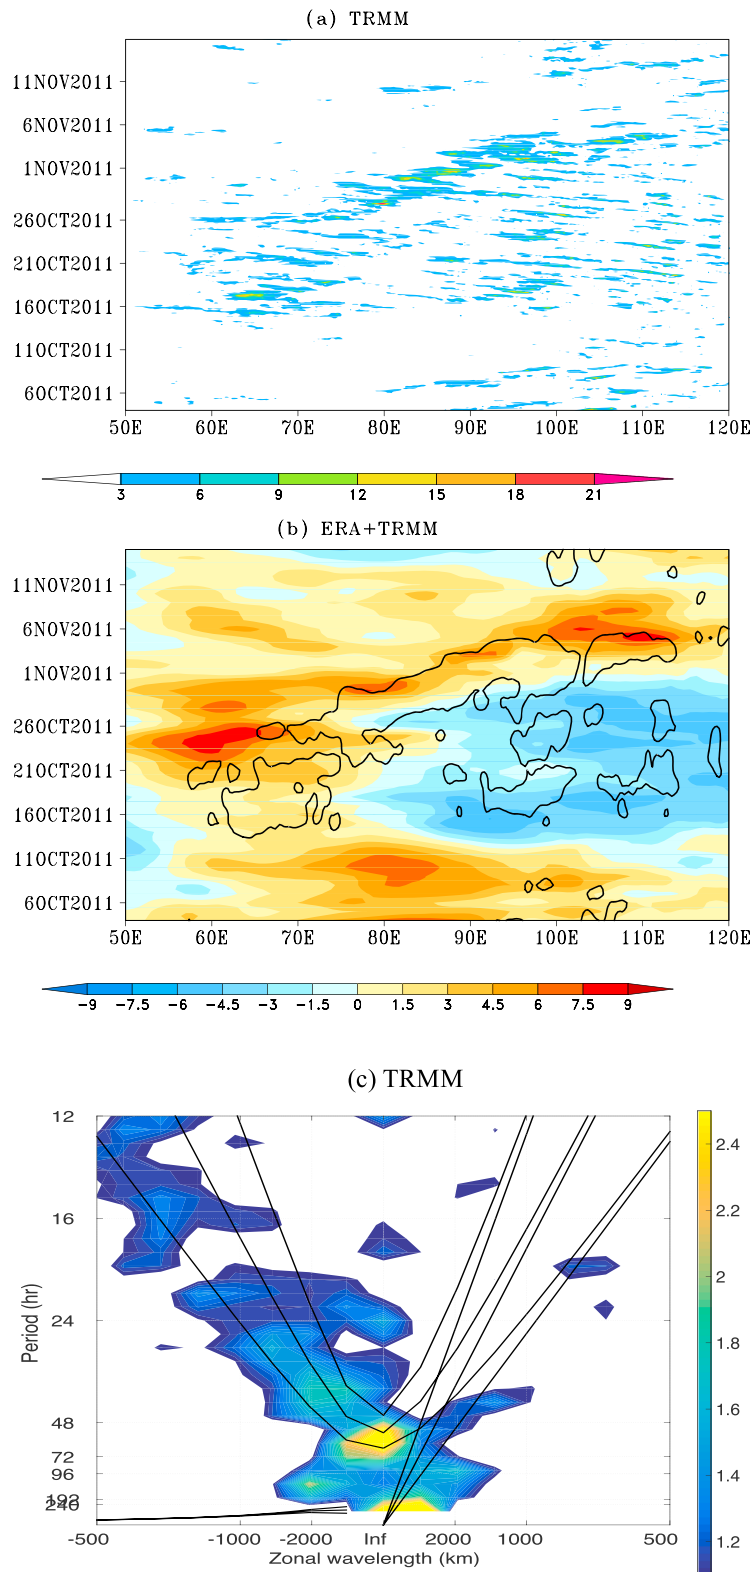 (a) TRMM
11NOV2011
6NOV2011
1NOV2011
26OCT2011
21OCT2011
16OCT2011
11OCT2011
6OCT2011
50E 60E 70E 80E 90E 100E 110E 120E
3 6 9 12 15 18 21
(b) ERA+TRMM
11NOV2011
6NOV2011
1NOV2011
26OCT2011
21OCT2011
16OCT2011
11OCT2011
6OCT2011
50E 60E 70E 80E 90E 100E 110E 120E
-9 -7.5 -6 -4.5 -3 -1.5 0 1.5 3 4.5 6 7.5 9
(c) TRMM
12
16
24
48
72
96
192
240
Period (hr)
-500 -1000 -2000 Inf 2000 1000 500
Zonal wavelength (km)
2.4
2.2
2
1.8
1.6
1.4
1.2